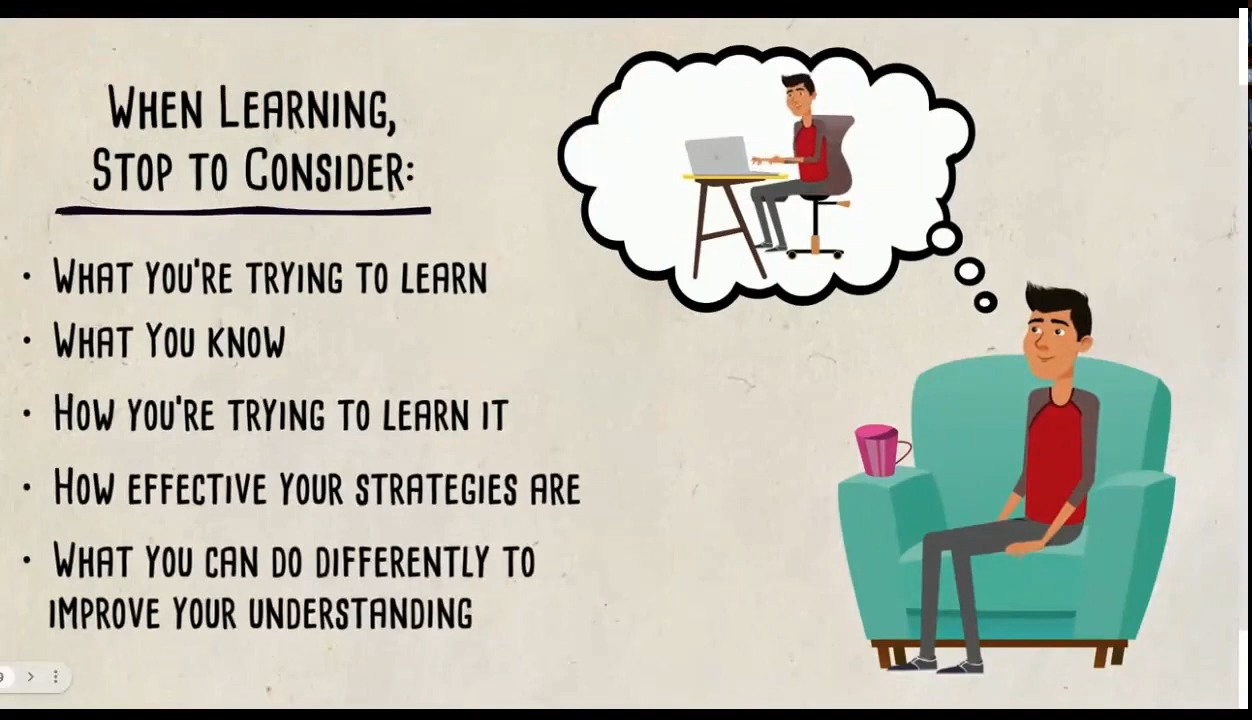 When Learning,
Stop to Consider:
• What you're trying to learn
• What You know
• How you're trying to learn it
• How effective your strategies are
• What you can do differently to
improve your understanding
9